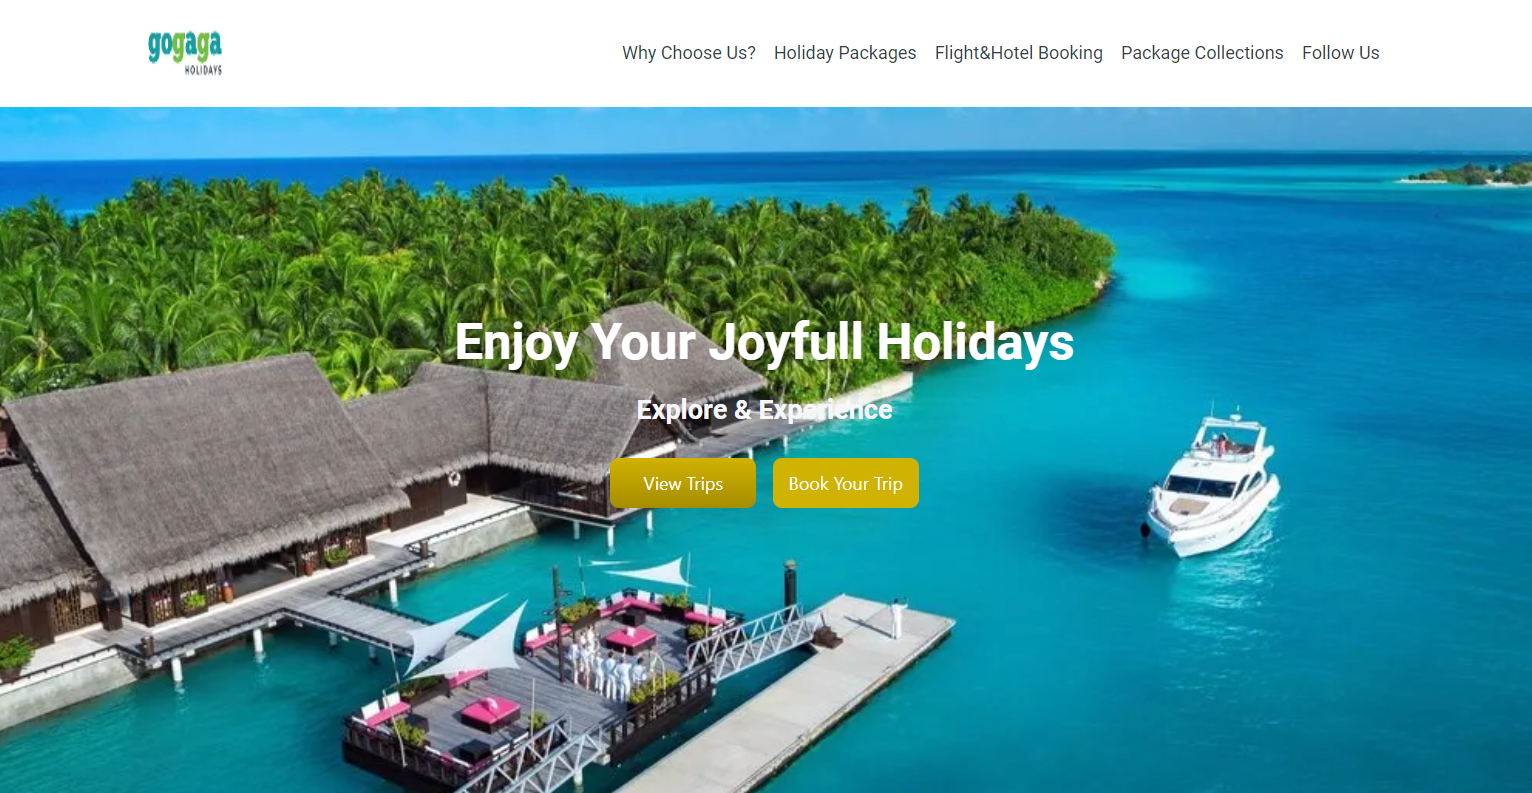 gogaga
HOLIDAYS
Why Choose Us? Holiday Packages Flight&Hotel Booking Package Collections Follow Us
Enjoy Your Joyfull Holidays
Explore & Experience
View Trips Book Your Trip